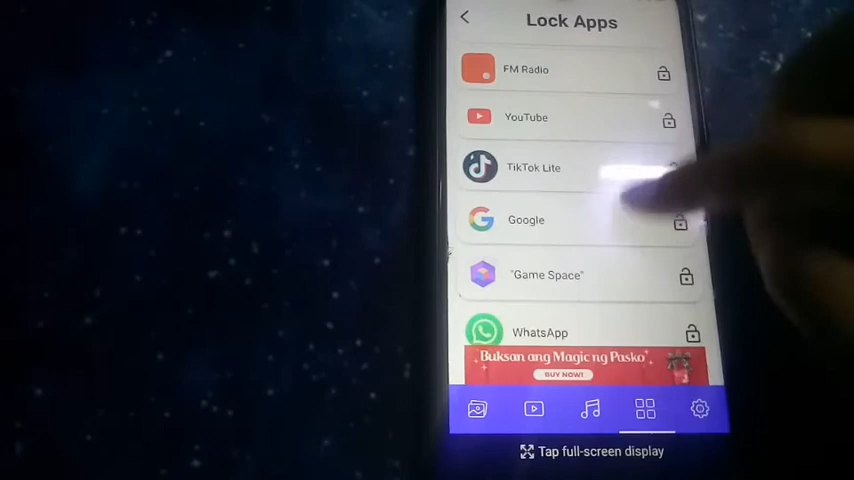 Lock Apps
FM Radio
YouTube
TikTok Lite
Google
"Game Space"
WhatsApp
Buksan ang Magic ng Pasko
BUY NOW!
Tap full-screen display